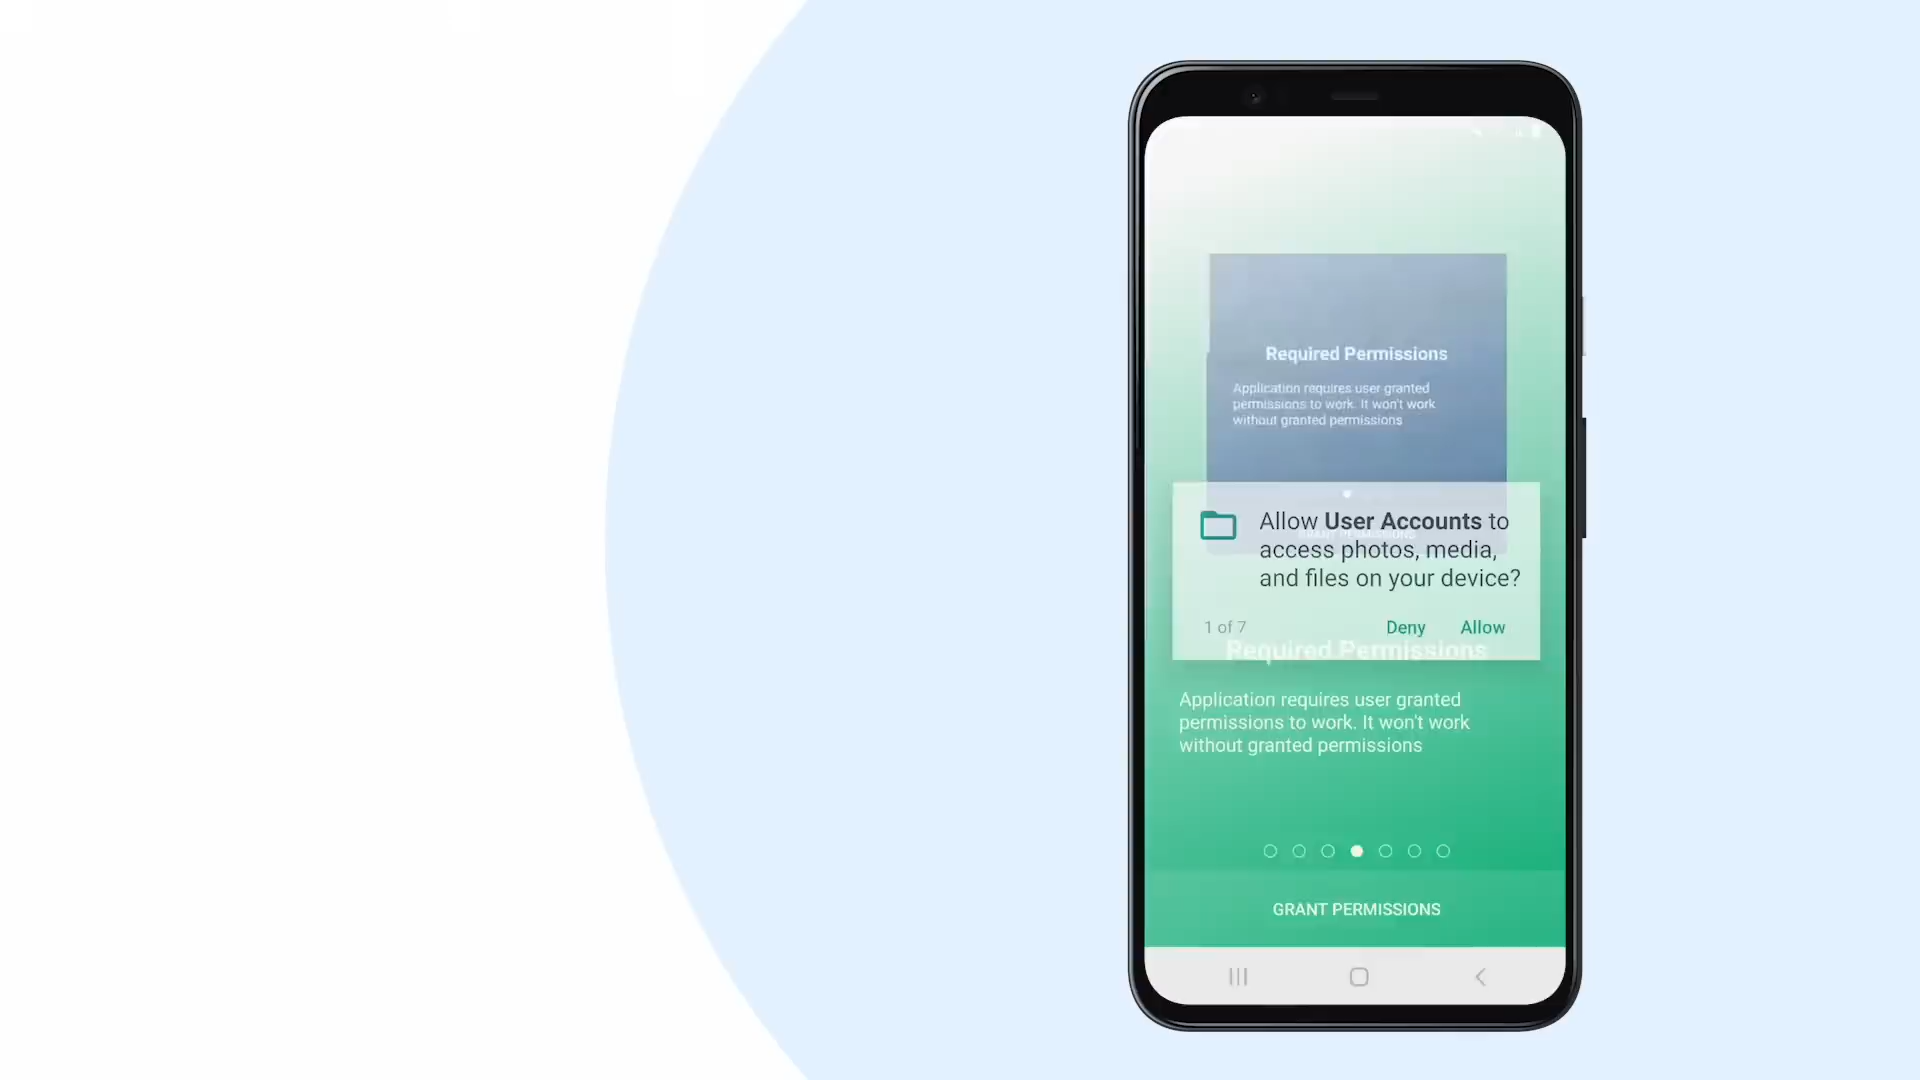 Required Permissions
Application requires user granted
permissions to work. It won't work
without granted permissions
Allow User Accounts to
access photos, media,
and files on your device?
1 of 7
Deny
Allow
Required Permissions
Application requires user granted
permissions to work. It won't work
without granted permissions
GRANT PERMISSIONS